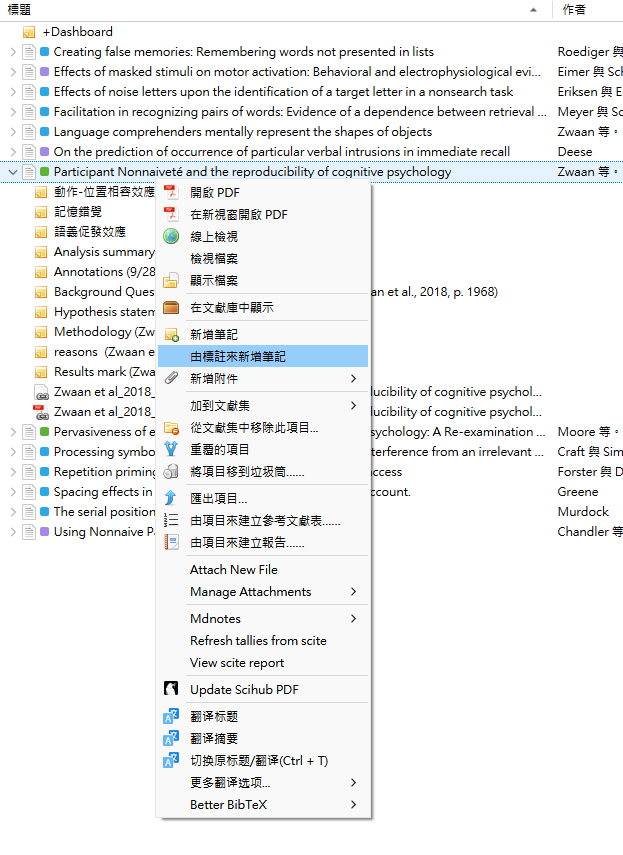 標題 作者
+Dashboard
Creating false memories: Remembering words not presented in lists Roediger 與
Effects of masked stimuli on motor activation: Behavioral and electrophysiological evi... Eimer 與 Sch
Effects of noise letters upon the identification of a target letter in a nonsearch task Eriksen 與 E
Facilitation in recognizing pairs of words: Evidence of a dependence between retrieval ... Meyer 與 Sc
Language comprehenders mentally represent the shapes of objects Zwaan 等。
On the prediction of occurrence of particular verbal intrusions in immediate recall Deese
Participant Nonnaiveté and the reproducibility of cognitive psychology Zwaan 等。
動作-位置相容效應
記憶錯覺
語義促發效應
Analysis summary
Annotations (9/28
Background Ques an et al., 2018, p. 1968)
Hypothesis statem
Methodology (Zw
reasons (Zwaan e
Results mark (Zwa
Zwaan et al_2018_ ducibility of cognitive psychol...
Zwaan et al_2018_ ducibility of cognitive psychol...
Pervasiveness of e sychology: A Re-examination ... Moore 等。
Processing symbo terference from an irrelevant ... Craft 與 Sim
Repetition priming ccess Forster 與 D
Spacing effects in count. Greene
The serial position Murdock
Using Nonnaive P Chandler 等
開啟 PDF
在新視窗開啟 PDF
線上檢視
檢視檔案
顯示檔案
在文獻庫中顯示
新增筆記
由標註來新增筆記
新增附件
加到文獻集
從文獻集中移除此項目...
重覆的項目
將項目移到垃圾筒......
匯出項目...
由項目來建立參考文獻表......
由項目來建立報告......
Attach New File
Manage Attachments
Mdnotes
Refresh tallies from scite
View scite report
Update Scihub PDF
翻译标题
翻译摘要
切换原标题/翻译(Ctrl + T)
更多翻译选项...
Better BibTeX